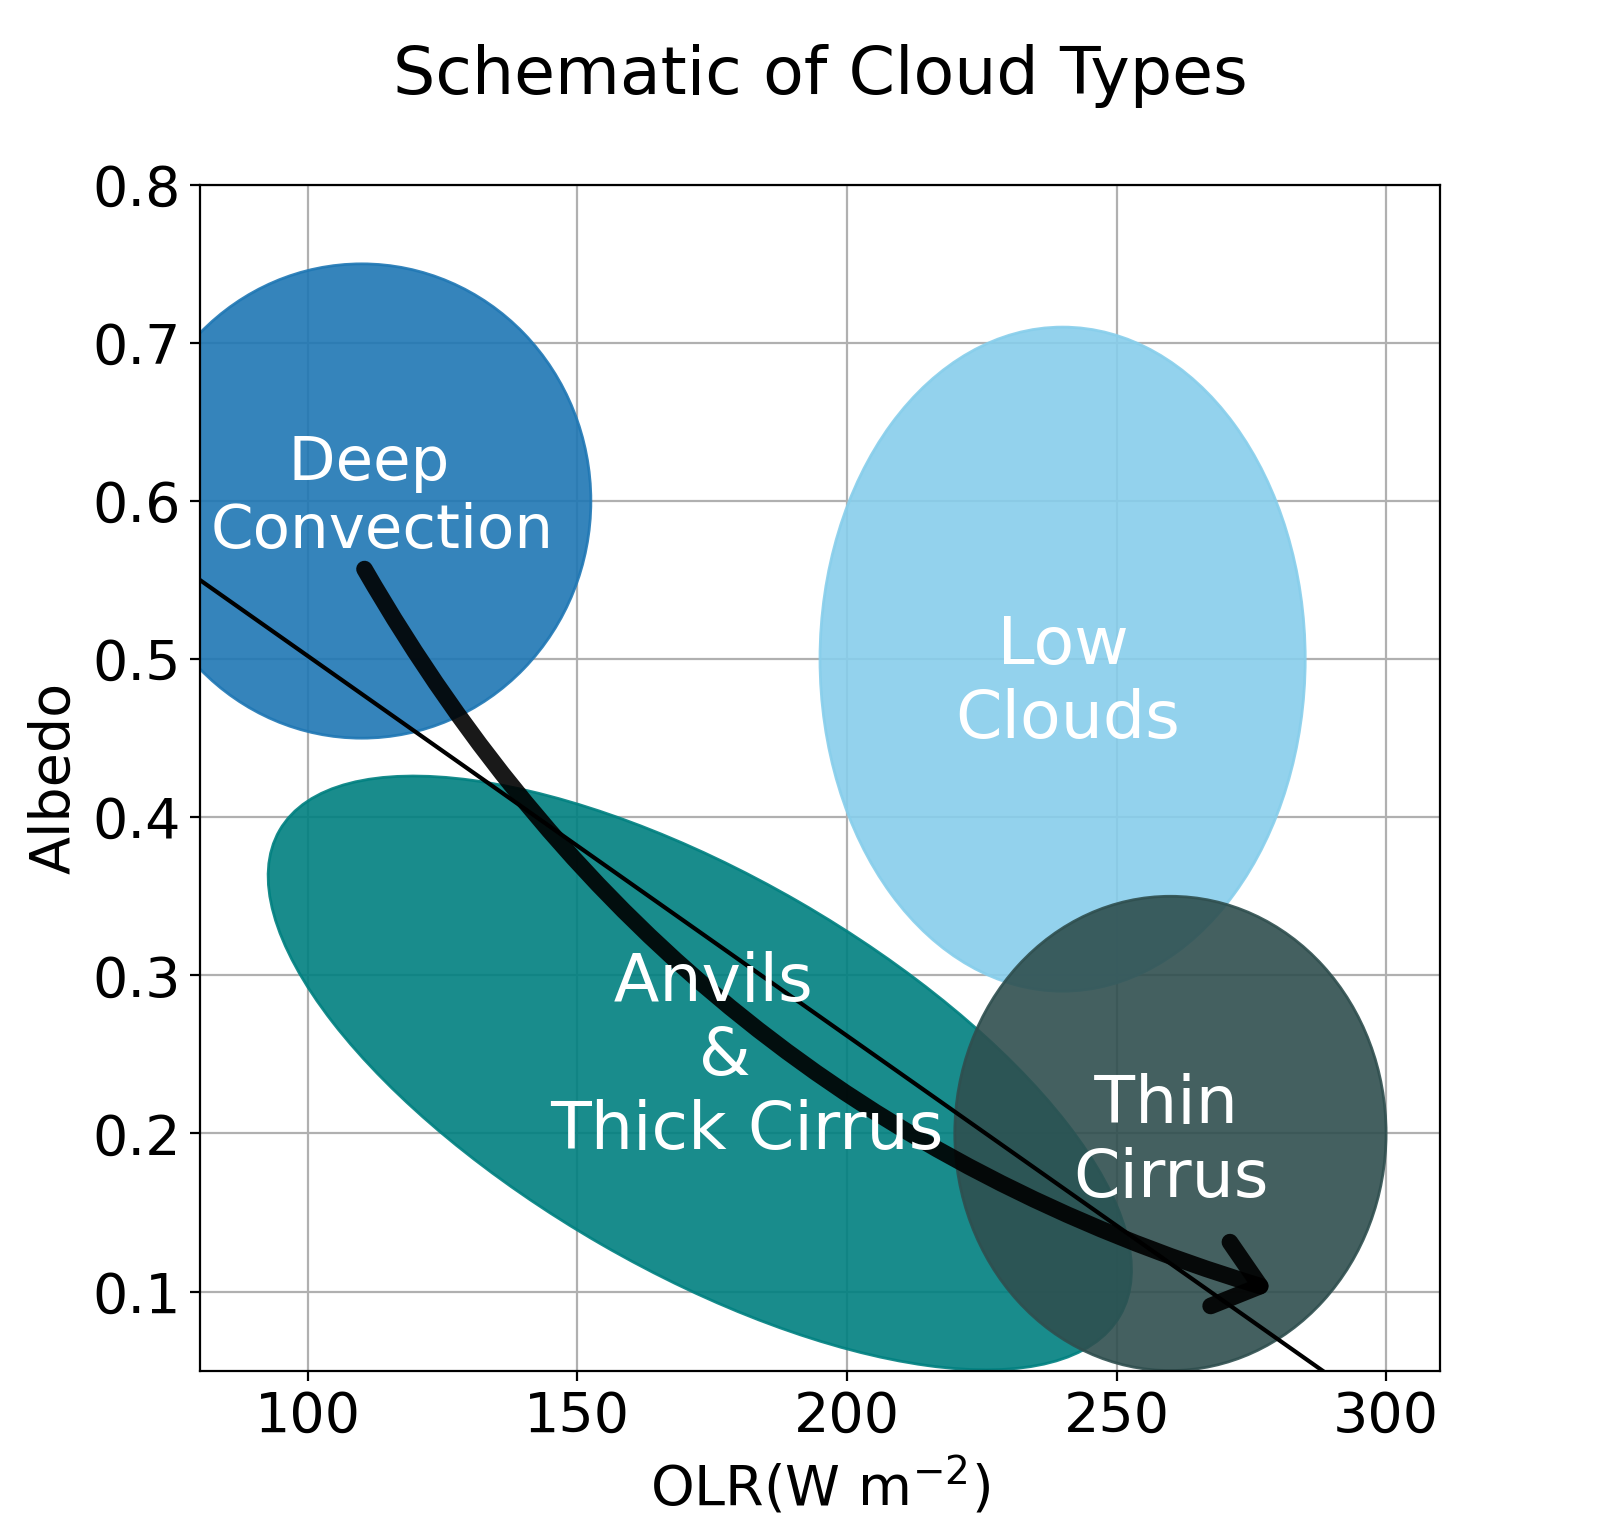 Schematic of Cloud Types
0.8
0.7
0.6
0.5
0.4
0.3
0.2
0.1
Albedo
Deep
Convection
Low
Clouds
Anvils
&
Thick Cirrus
Thin
Cirrus
100 150 200 250 300
OLR(W m⁻²)